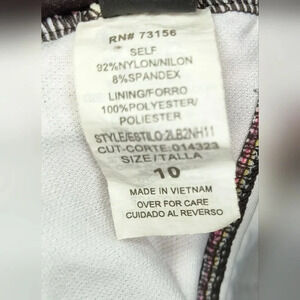 RN# 73156
SELF
92%NYLON/NILON
8%SPANDEX
LINING/FORRO
100%POLYESTER/
POLIESTER
STYLE/ESTILO:2LB2NH11
CUT-CORTE:014323
SIZE/TALLA
10
MADE IN VIETNAM
OVER FOR CARE
CUIDADO AL REVERSO